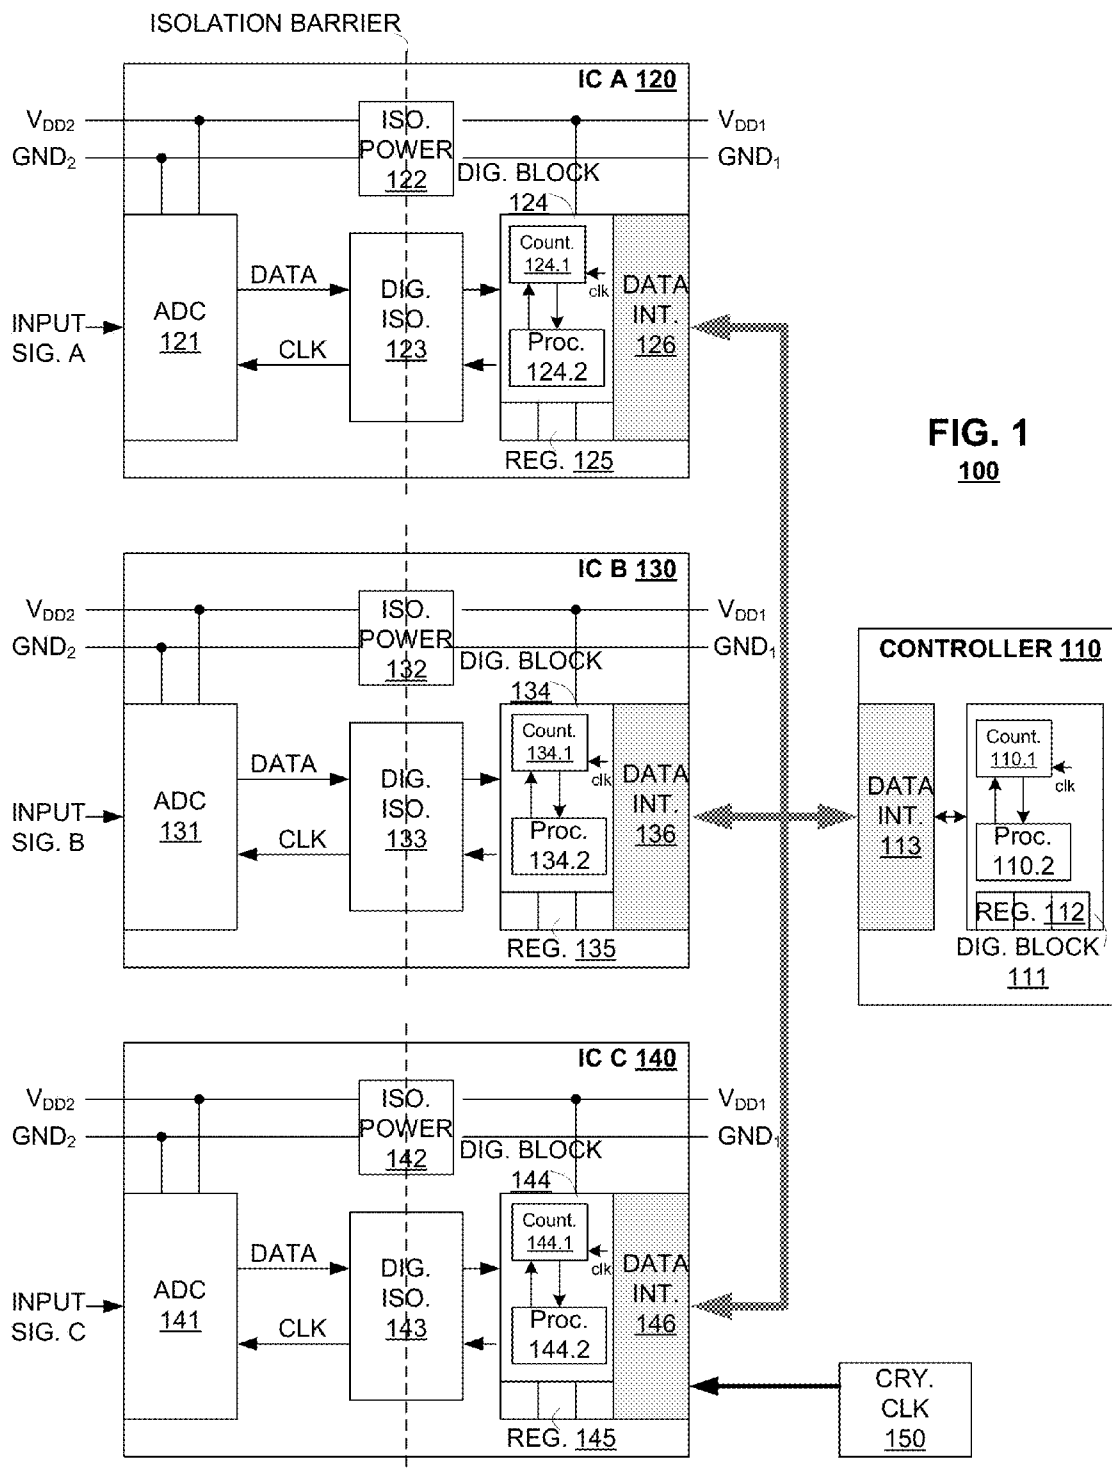 ISOLATION BARRIER
IC A 120
VDD2
GND2
ISO.
POWER
122
VDD1
GND1
DIG. BLOCK
124
INPUT
SIG. A
ADC
121
DATA
CLK
DIG.
ISO.
123
Count.
124.1
clk
Proc.
124.2
DATA
INT.
126
REG. 125
FIG. 1
100
IC B 130
VDD2
GND2
ISO.
POWER
132
VDD1
GND1
DIG. BLOCK
134
INPUT
SIG. B
ADC
131
DATA
CLK
DIG.
ISO.
133
Count.
134.1
clk
Proc.
134.2
DATA
INT.
136
REG. 135
CONTROLLER 110
DATA
INT.
113
Count.
110.1
clk
Proc.
110.2
REG. 112
DIG. BLOCK
111
IC C 140
VDD2
GND2
ISO.
POWER
142
VDD1
GND1
DIG. BLOCK
144
INPUT
SIG. C
ADC
141
DATA
CLK
DIG.
ISO.
143
Count.
144.1
clk
Proc.
144.2
DATA
INT.
146
REG. 145
CRY.
CLK
150